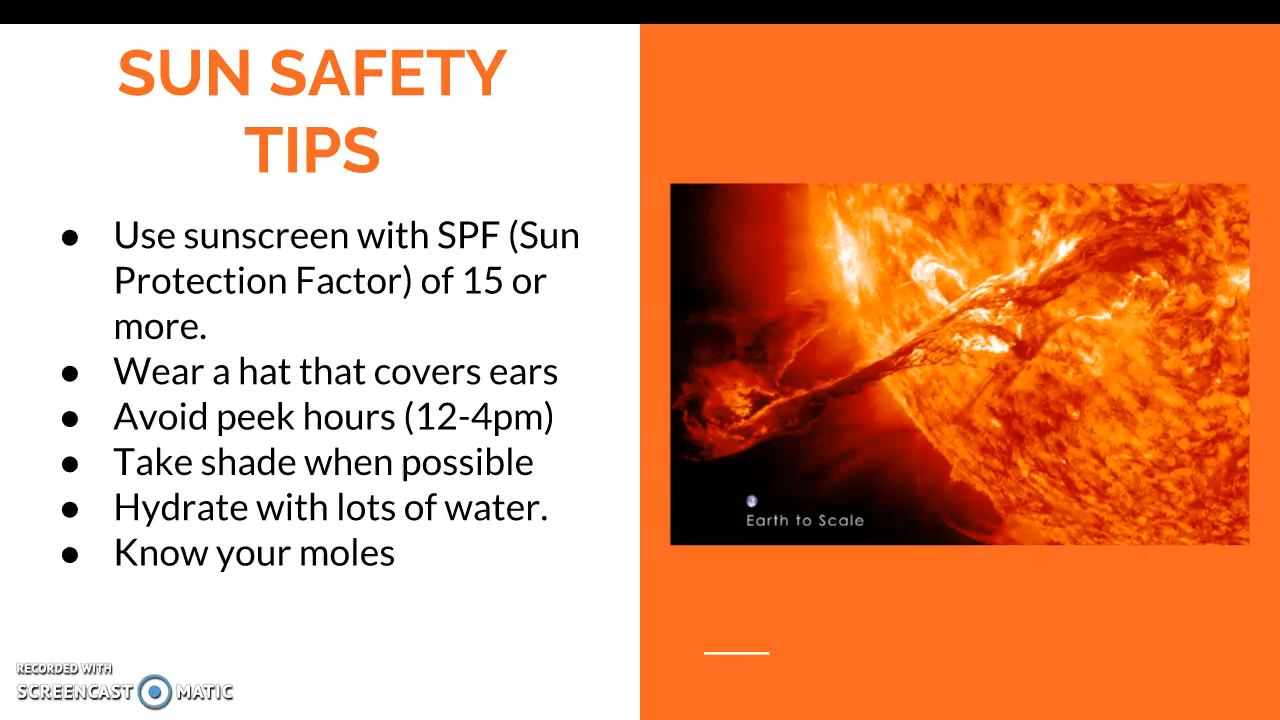 SUN SAFETY
TIPS
● Use sunscreen with SPF (Sun
Protection Factor) of 15 or
more.
● Wear a hat that covers ears
● Avoid peek hours (12-4pm)
● Take shade when possible
● Hydrate with lots of water.
● Know your moles
Earth to Scale
RECORDED WITH
SCREENCAST MATIC